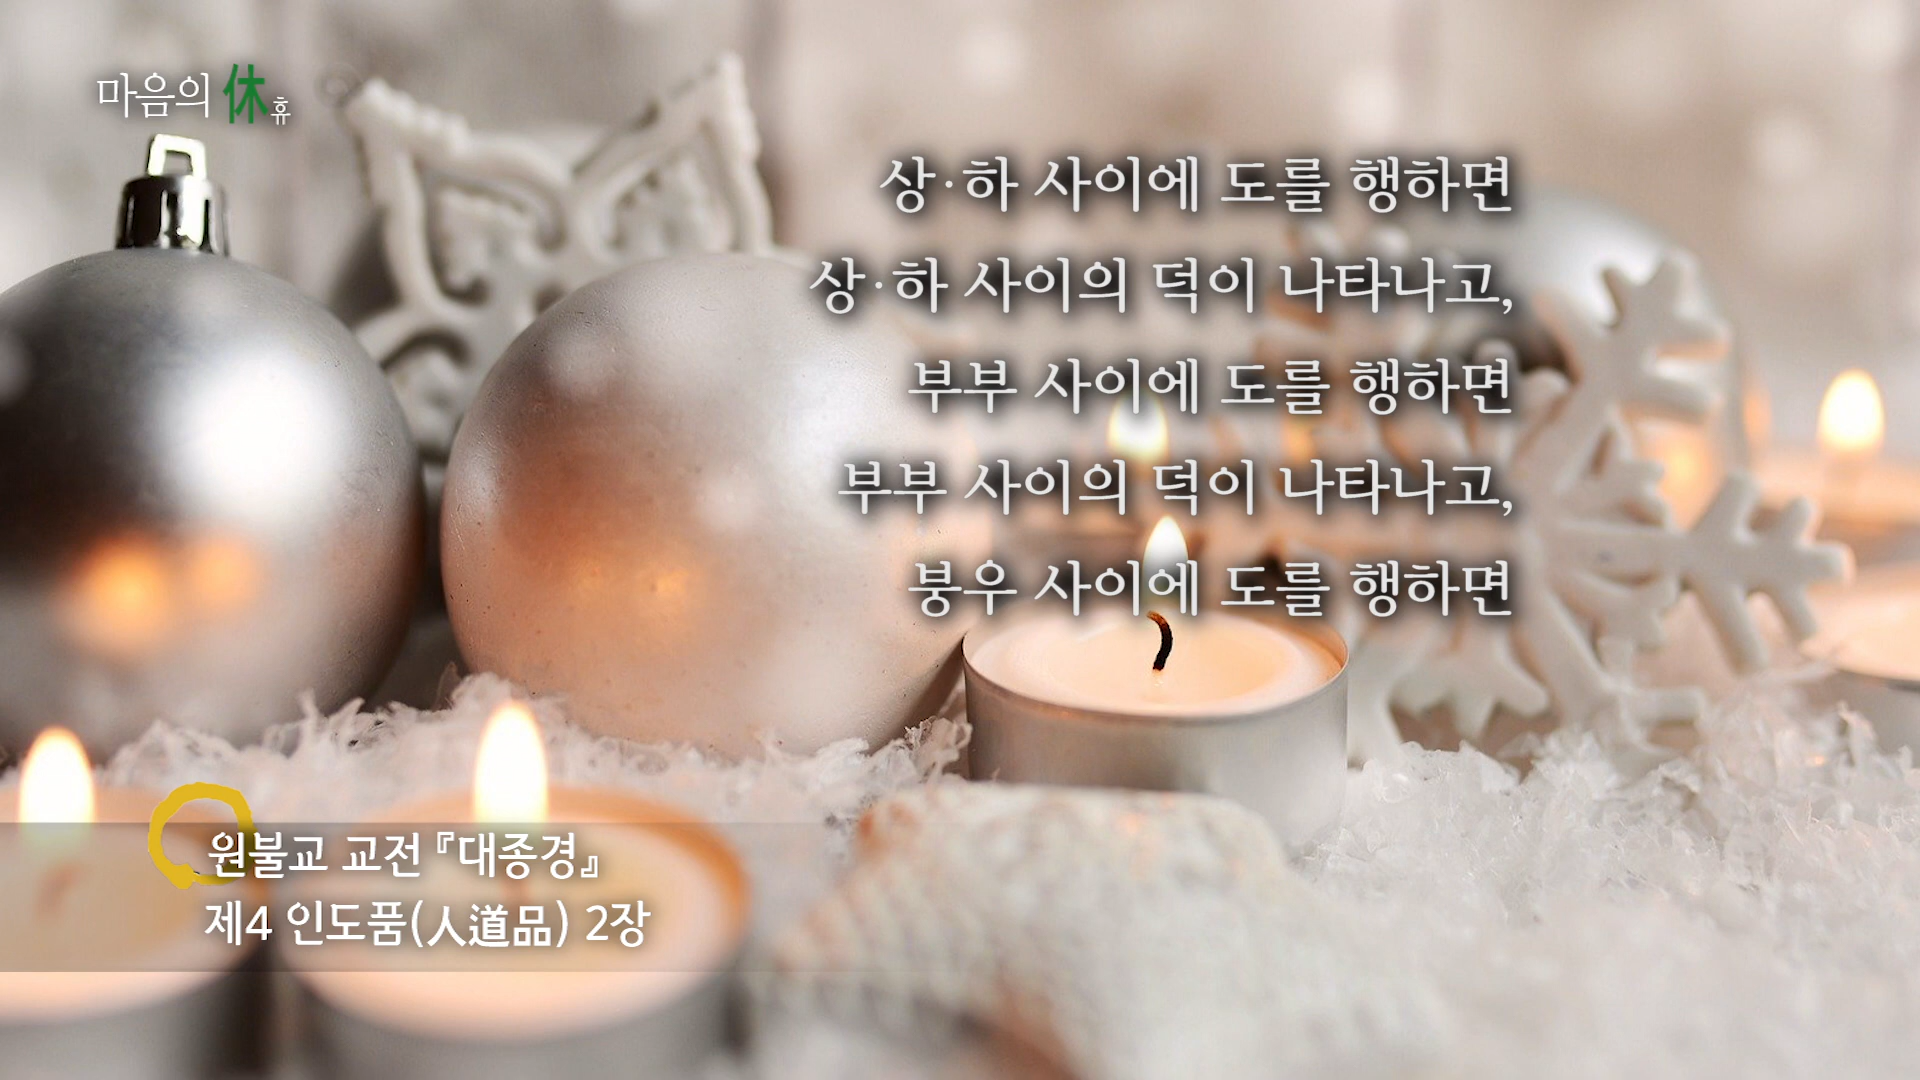 마음의 休휴
상·하 사이에 도를 행하면
상·하 사이의 덕이 나타나고,
부부 사이에 도를 행하면
부부 사이의 덕이 나타나고,
붕우 사이에 도를 행하면
원불교 교전 『대종경』
제4 인도품(人道品) 2장